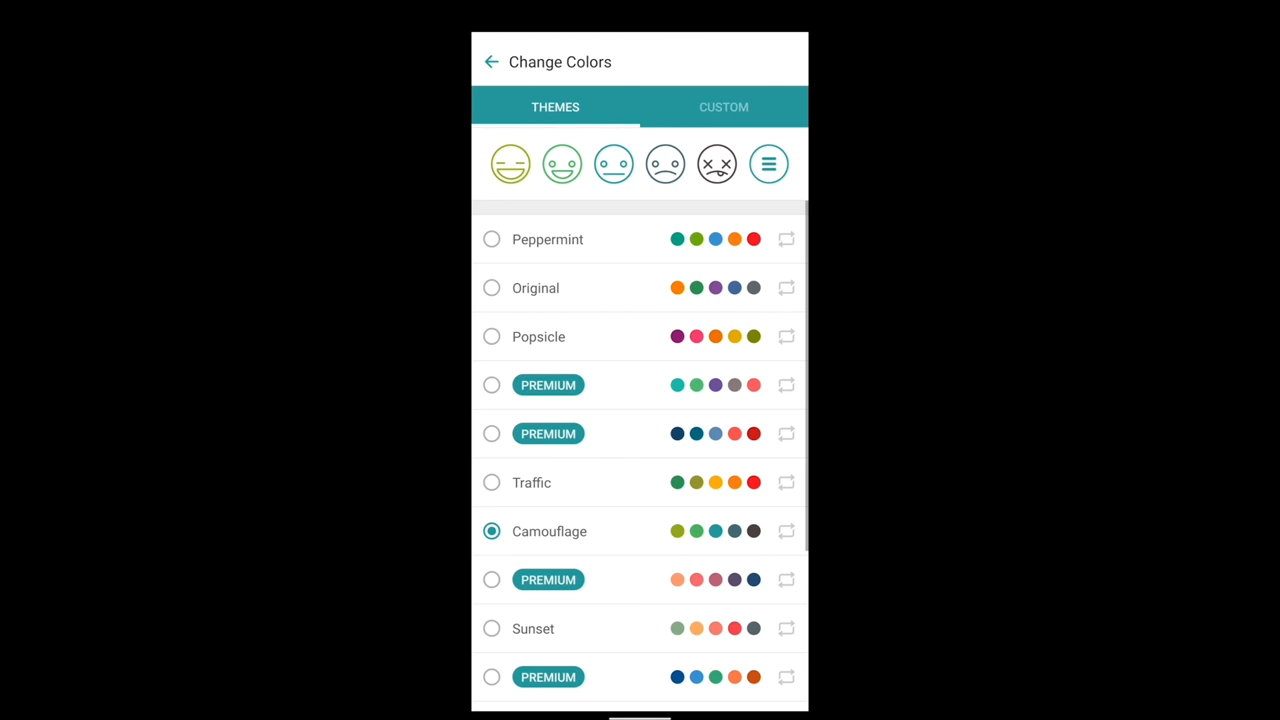 Change Colors
THEMES
CUSTOM
Peppermint
Original
Popsicle
PREMIUM
PREMIUM
Traffic
Camouflage
PREMIUM
Sunset
PREMIUM